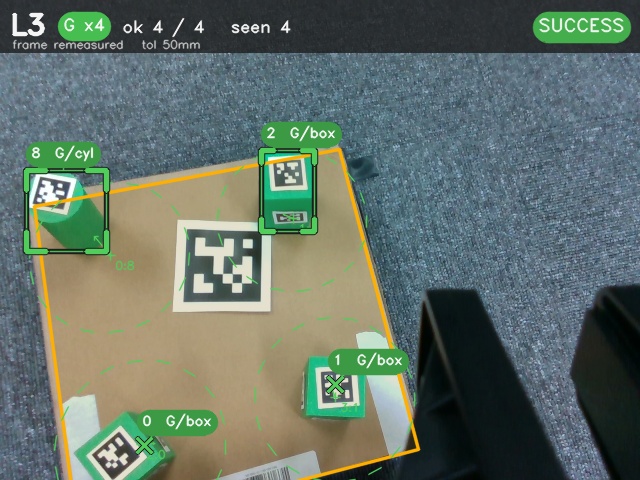 L3 G x4 ok 4 / 4 seen 4 SUCCESS
frame remeasured tol 50mm
2 G/box
8 G/cyl
0:8
1 G/box
0 G/box